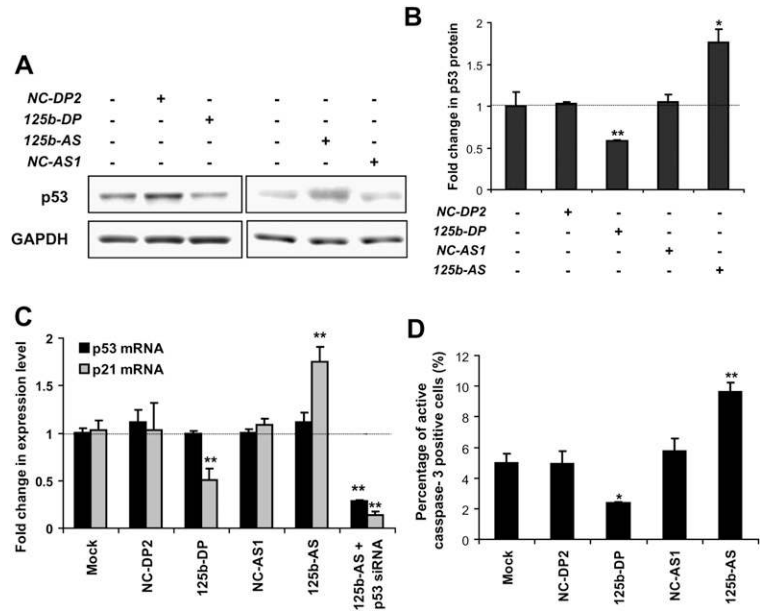 A
NC-DP2 - + - - - -
125b-DP - - + - - -
125b-AS - - - - + -
NC-AS1 - - - - - +
p53
GAPDH
B
Fold change in p53 protein
2
1.5
1
0.5
0
**
*
NC-DP2 - + - - -
125b-DP - - + - -
NC-AS1 - - - + -
125b-AS - - - - +
C
Fold change in expression level
2
1.5
1
0.5
0
p53 mRNA
p21 mRNA
**
**
**
**
Mock
NC-DP2
125b-DP
NC-AS1
125b-AS
125b-AS +
p53 siRNA
D
Percentage of active
casspase- 3 positive cells (%)
12
10
8
6
4
2
0
*
**
Mock
NC-DP2
125b-DP
NC-AS1
125b-AS